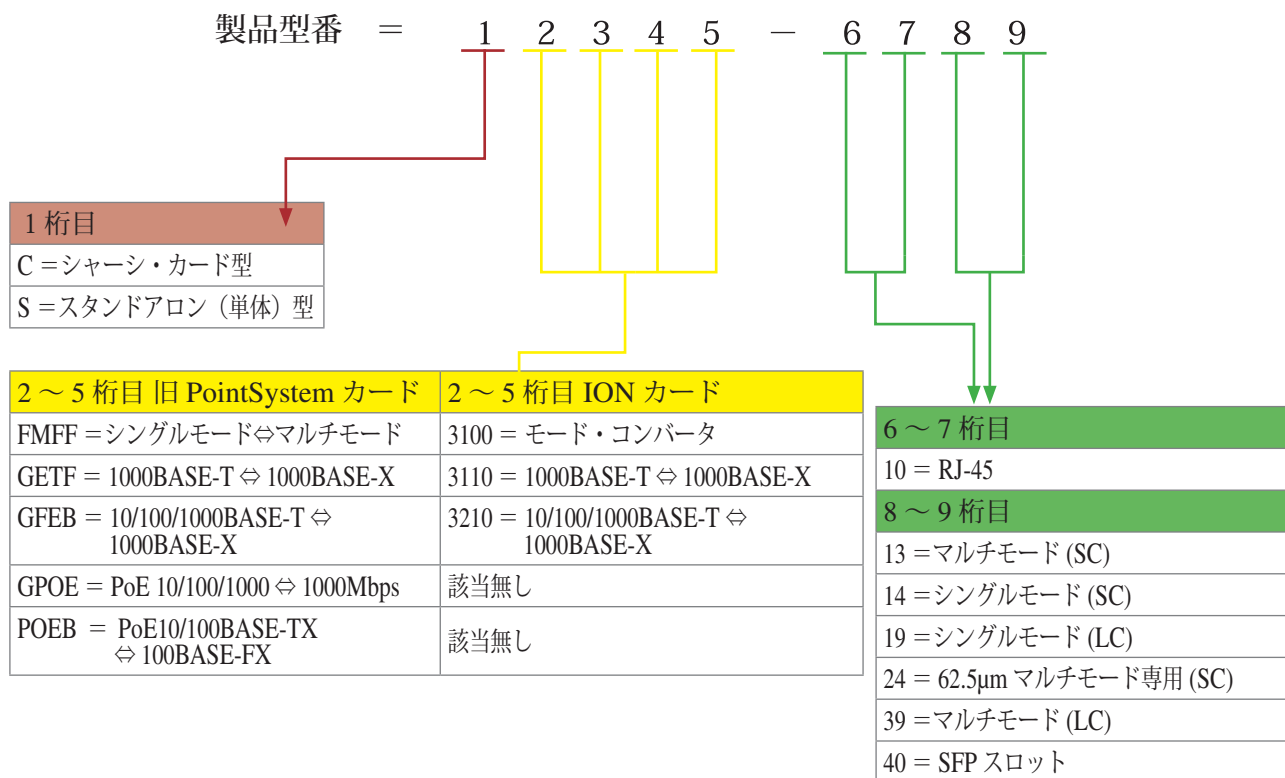 製品型番 = 1 2 3 4 5 － 6 7 8 9
1 桁目
C ＝シャーシ・カード型
S ＝スタンドアロン（単体）型
2 ～ 5 桁目 旧 PointSystem カード
2 ～ 5 桁目 ION カード
FMFF ＝シングルモード⇔マルチモード
3100 ＝ モード・コンバータ
GETF ＝ 1000BASE-T ⇔ 1000BASE-X
3110 ＝ 1000BASE-T ⇔ 1000BASE-X
GFEB ＝ 10/100/1000BASE-T ⇔
1000BASE-X
3210 ＝ 10/100/1000BASE-T ⇔
1000BASE-X
GPOE ＝ PoE 10/100/1000 ⇔ 1000Mbps
該当無し
POEB ＝ PoE10/100BASE-TX
⇔ 100BASE-FX
該当無し
6 ～ 7 桁目
10 ＝ RJ-45
8 ～ 9 桁目
13 ＝マルチモード (SC)
14 ＝シングルモード (SC)
19 ＝シングルモード (LC)
24 ＝ 62.5μm マルチモード専用 (SC)
39 ＝マルチモード (LC)
40 ＝ SFP スロット